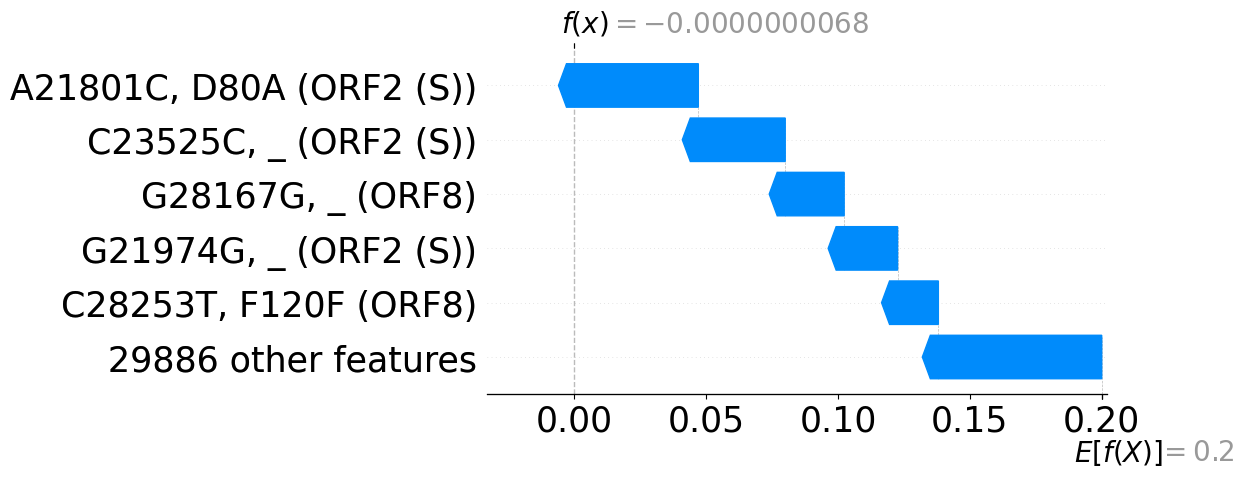 f(x) = −0.0000000068
A21801C, D80A (ORF2 (S))
C23525C, _ (ORF2 (S))
G28167G, _ (ORF8)
G21974G, _ (ORF2 (S))
C28253T, F120F (ORF8)
29886 other features
0.00 0.05 0.10 0.15 0.20
E[f(X)] = 0.2